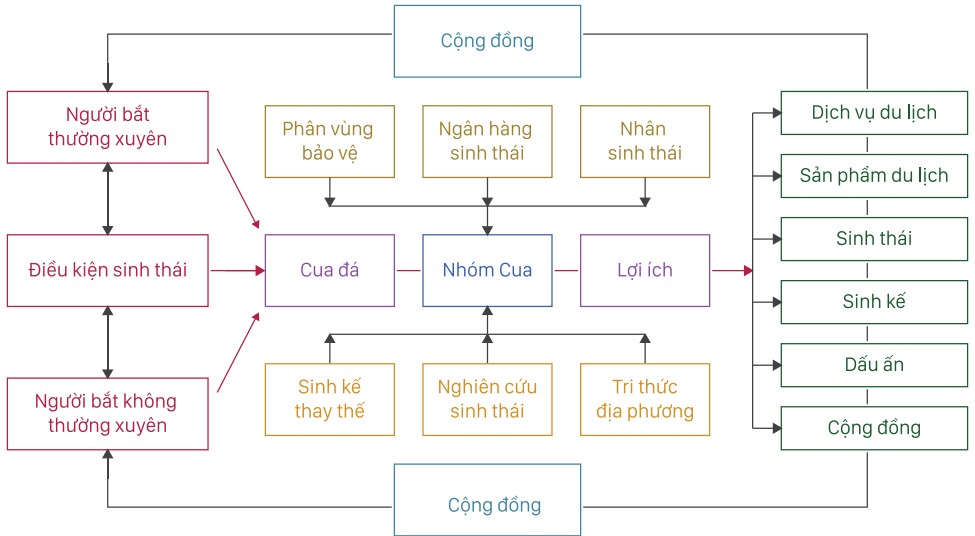 Cộng đồng
Người bắt
thường xuyên
Phân vùng
bảo vệ
Ngân hàng
sinh thái
Nhân
sinh thái
Dịch vụ du lịch
Sản phẩm du lịch
Sinh thái
Điều kiện sinh thái
Cua đá
Nhóm Cua
Lợi ích
Sinh kế
Dấu ấn
Cộng đồng
Người bắt không
thường xuyên
Sinh kế
thay thế
Nghiên cứu
sinh thái
Tri thức
địa phương
Cộng đồng